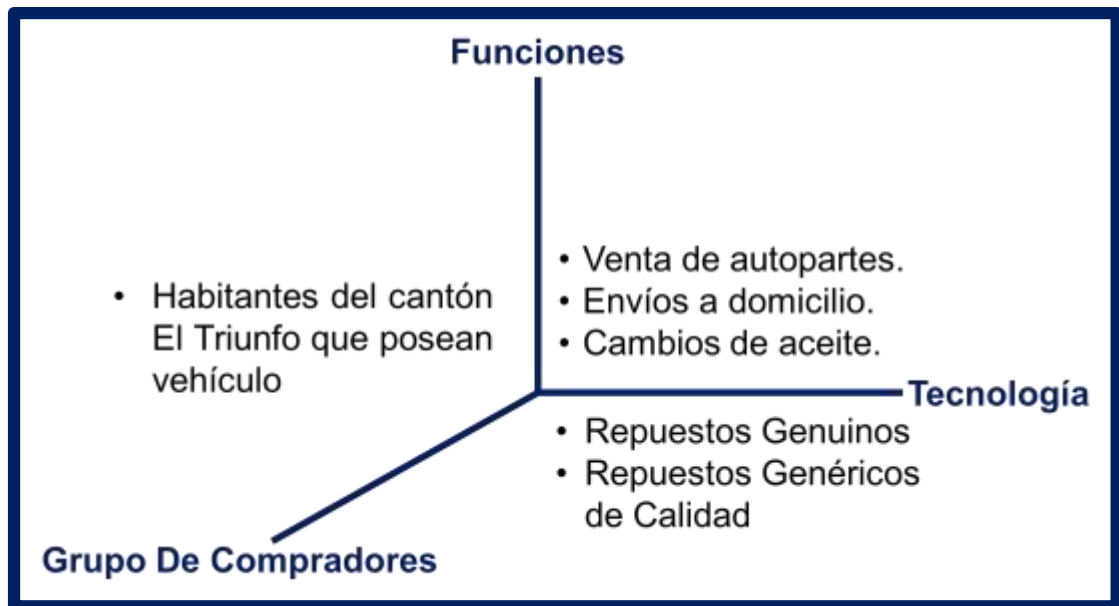 Funciones
• Habitantes del cantón
El Triunfo que posean
vehículo
• Venta de autopartes.
• Envíos a domicilio.
• Cambios de aceite.
Tecnología
• Repuestos Genuinos
• Repuestos Genéricos
de Calidad
Grupo De Compradores